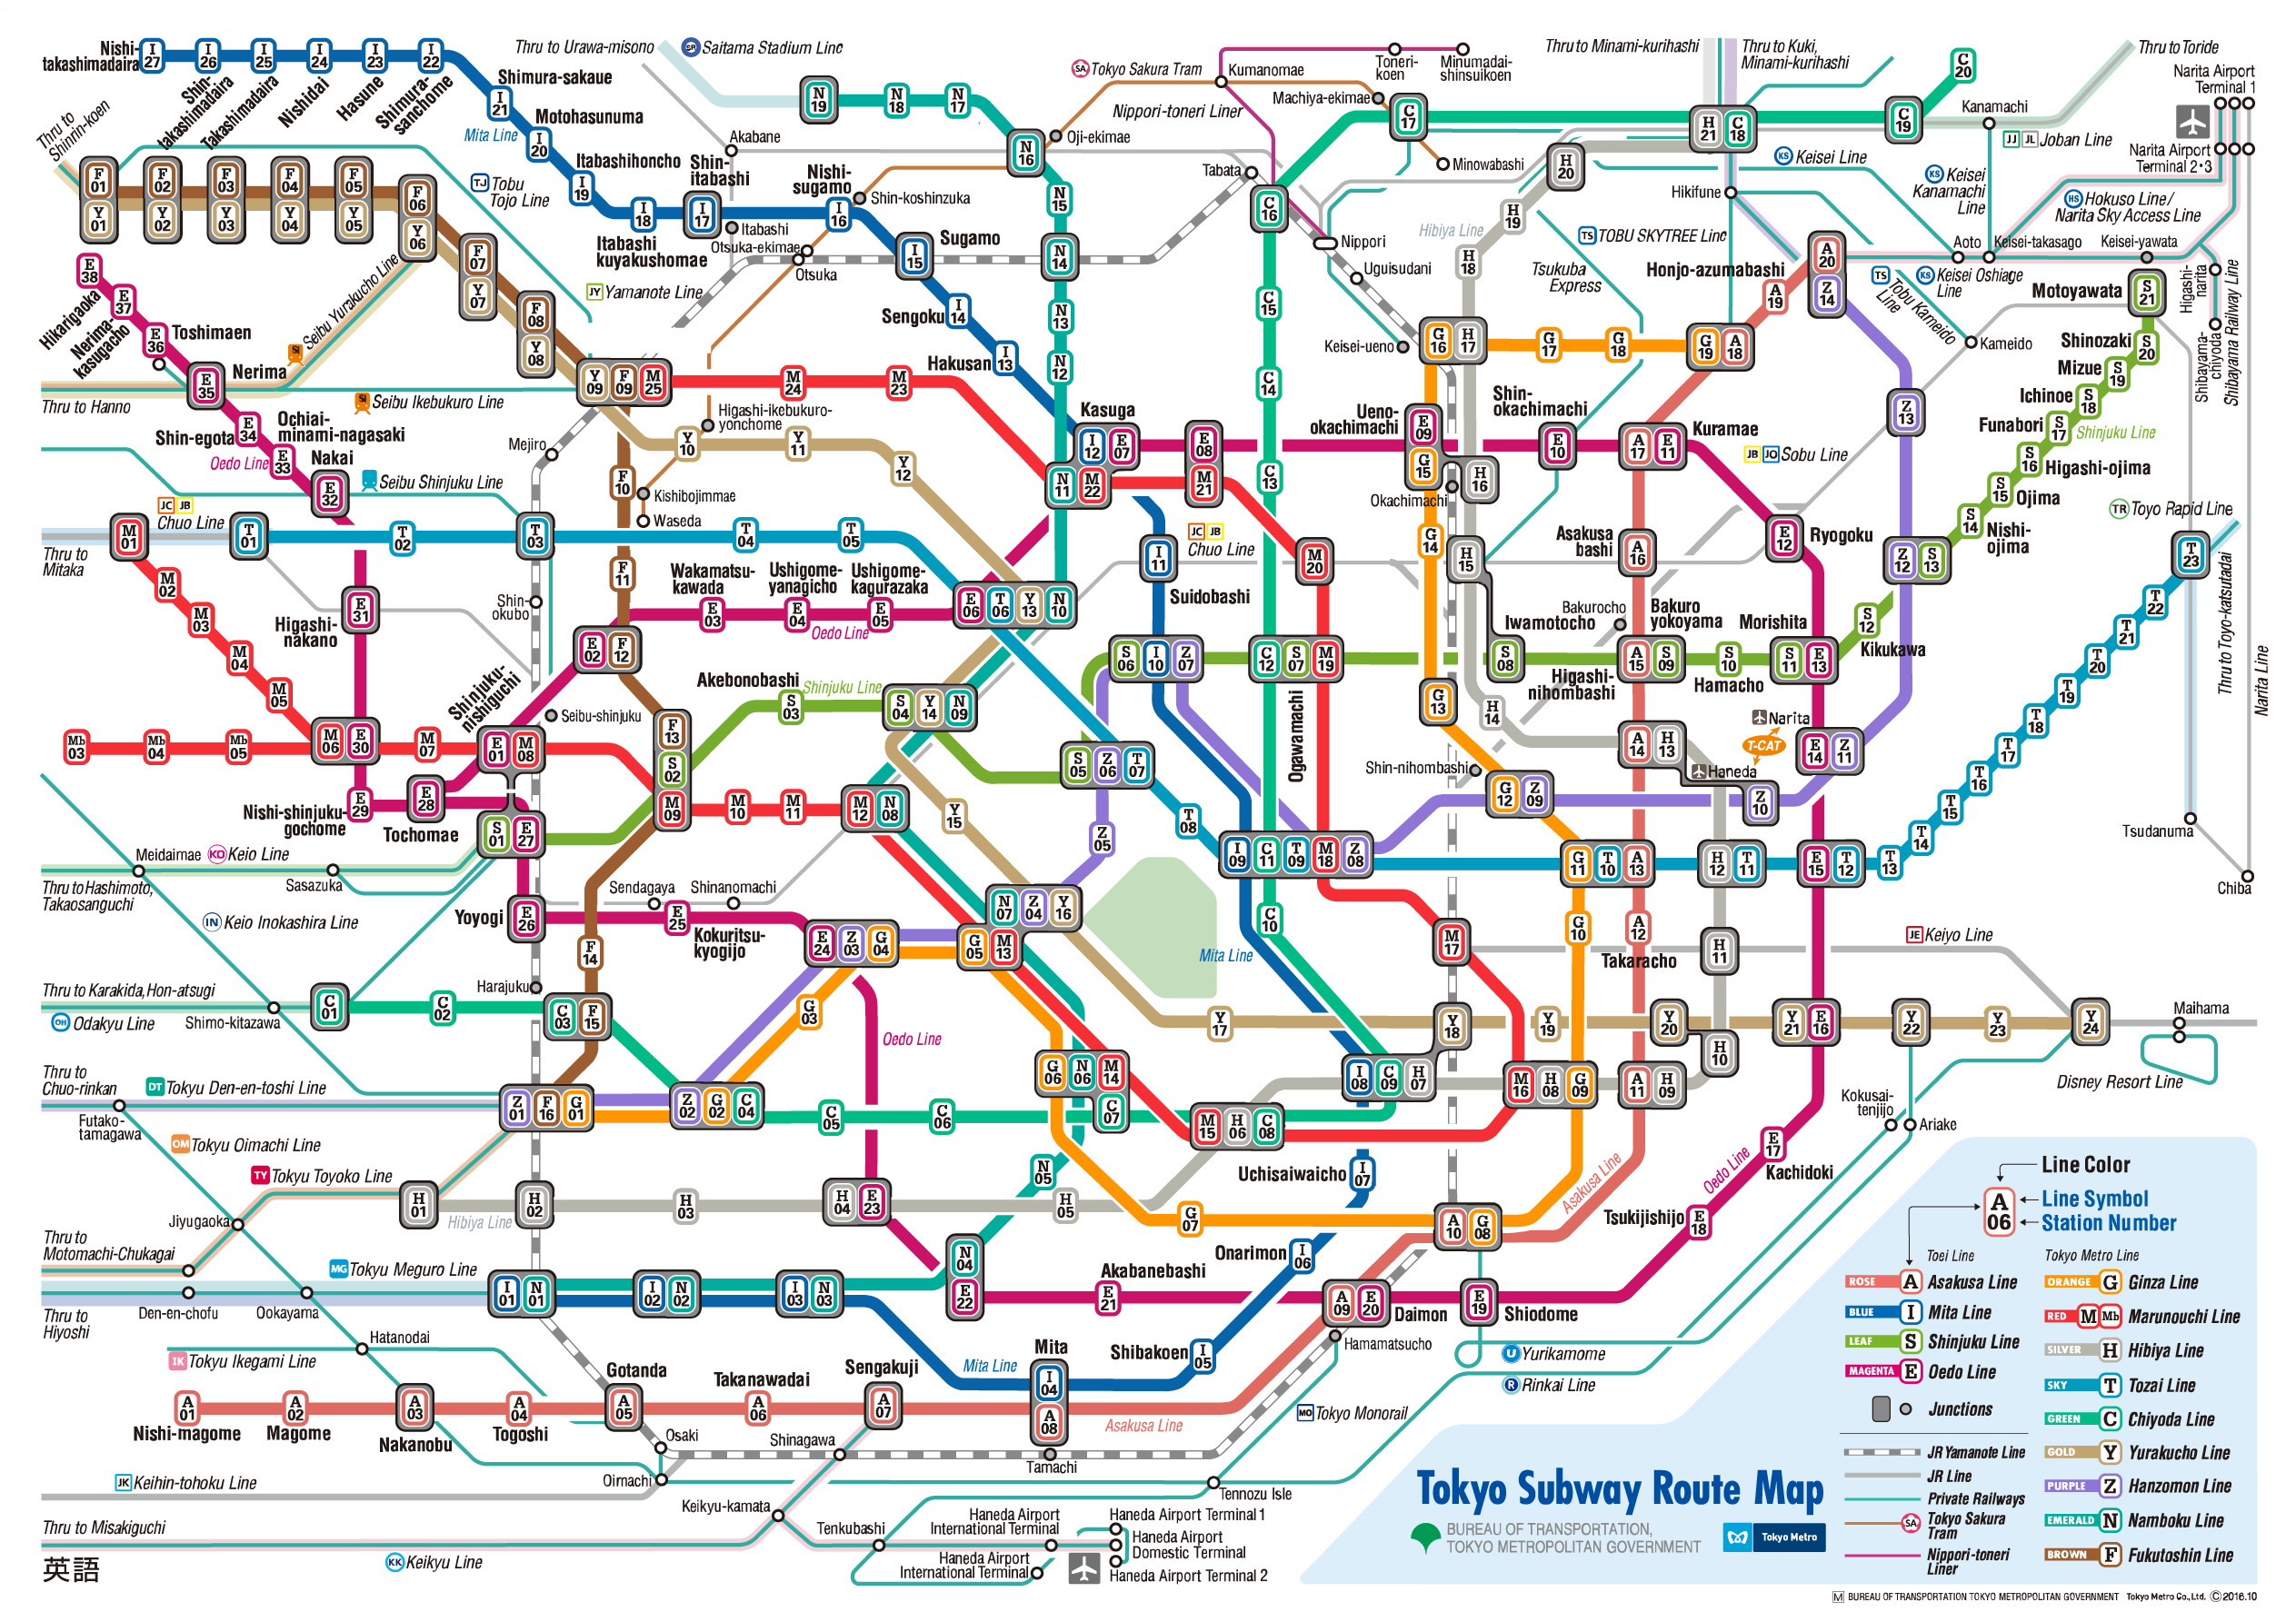 Nishi-
takashimadaira
I 27
I 26
I 25
I 24
I 23
I 22
Shin-
takashimadaira
Takashimadaira
Nishidai
Hasune
Shimura-
sanchome
Thru to Urawa-misono
SR Saitama Stadium Line
I 21
Shimura-sakaue
Mita Line
I 20
Motohasunuma
I 19
Itabashihoncho
I 18
Itabashi
kuyakushomae
I 17
Shin-
itabashi
Nishi-
sugamo
I 16
I 15
Sugamo
Sengoku
I 14
Hakusan
I 13
N 19
N 18
N 17
N 16
N 15
N 14
N 13
N 12
Akabane
Oji-ekimae
Shin-koshinzuka
Itabashi
Otsuka-ekimae
Otsuka
JY Yamanote Line
SA Tokyo Sakura Tram
Kumanomae
Toneri-
koen
Minumadai-
shinsuikoen
Nippori-toneri Liner
Machiya-ekimae
C 17
Minowabashi
Tabata
C 16
Nippori
Uguisudani
Keisei-ueno
C 15
C 14
C 13
Thru to Minami-kurihashi
Thru to Kuki,
Minami-kurihashi
H 21
C 18
C 19
C 20
Thru to Toride
Kanamachi
JJ JL Joban Line
Narita Airport
Terminal 1
Narita Airport
Terminal 2・3
KS Keisei Line
KS Keisei
Kanamachi
Line
HS Hokuso Line/
Narita Sky Access Line
Hikifune
H 20
H 19
H 18
Hibiya Line
TS TOBU SKYTREE Line
Tsukuba
Express
Honjo-azumabashi
A 20
Z 14
A 19
Aoto
Keisei-takasago
Keisei-yawata
TS Tobu Kameido
Line
KS Keisei Oshiage
Line
Kameido
Higashi-
narita
Shibayama-
chiyoda
Shibayama Railway Line
Motoyawata
S 21
Shinozaki
S 20
Mizue
S 19
Ichinoe
S 18
Funabori
S 17
Shinjuku Line
S 16
Higashi-ojima
S 15
Ojima
S 14
Nishi-
ojima
Z 12
S 13
Thru to
Shinrin-koen
F 01
Y 01
F 02
Y 02
F 03
Y 03
F 04
Y 04
F 05
Y 05
F 06
Y 06
F 07
Y 07
F 08
Y 08
TJ Tobu
Tojo Line
Y 09
F 09
M 25
M 24
M 23
E 38
Hikarigaoka
E 37
Nerima-
kasugacho
E 36
Toshimaen
E 35
Nerima
SI Seibu Yurakucho Line
Thru to Hanno
SI Seibu Ikebukuro Line
Shin-egota
E 34
Ochiai-
minami-nagasaki
E 33
Oedo Line
Nakai
E 32
Seibu Shinjuku Line
Mejiro
Higashi-ikebukuro-
yonchome
Y 10
Y 11
Y 12
F 10
Kishibojimmae
Waseda
F 11
Kasuga
I 12
E 07
N 11
M 22
E 08
M 21
G 16
H 17
G 17
G 18
G 19
A 18
Ueno-
okachimachi
E 09
G 15
H 16
Okachimachi
Shin-
okachimachi
E 10
A 17
E 11
Kuramae
JB JO Sobu Line
Z 13
JC JB
Chuo Line
Thru to
Mitaka
M 01
T 01
T 02
T 03
T 04
T 05
M 02
M 03
M 04
M 05
E 31
Higashi-
nakano
Shin-
okubo
Wakamatsu-
kawada
E 03
Ushigome-
yanagicho
E 04
Ushigome-
kagurazaka
E 05
Oedo Line
E 06
T 06
Y 13
N 10
I 11
Suidobashi
JC JB
Chuo Line
M 20
G 14
H 15
Asakusa
bashi
A 16
E 12
Ryogoku
TR Toyo Rapid Line
T 23
Thru to Toyo-katsutadai
Narita Line
T 22
T 21
T 20
T 19
T 18
T 17
T 16
T 15
T 14
Tsudanuma
Chiba
E 02
F 12
Iwamotocho
S 08
Bakurocho
Bakuro
yokoyama
A 15
S 09
Higashi-
nihombashi
S 10
Hamacho
Morishita
S 11
E 13
S 12
Kikukawa
S 06
I 10
Z 07
C 12
S 07
M 19
Ogawamachi
Akebonobashi
S 03
Shinjuku Line
S 04
Y 14
N 09
S 05
Z 06
T 07
G 13
H 14
Shin-nihombashi
A 14
H 13
Narita
T-CAT
Haneda
Z 10
E 14
Z 11
G 12
Z 09
Mb 03
Mb 04
Mb 05
M 06
E 30
M 07
Shinjuku-
nishiguchi
E 01
M 08
Seibu-shinjuku
F 13
S 02
M 09
M 10
M 11
M 12
N 08
Y 15
Nishi-shinjuku-
gochome
E 29
E 28
Tochomae
S 01
E 27
Z 05
T 08
I 09
C 11
T 09
M 18
Z 08
G 11
T 10
A 13
H 12
T 11
E 15
T 12
T 13
Meidaimae
KO Keio Line
Sasazuka
Thru to Hashimoto,
Takaosanguchi
IN Keio Inokashira Line
Yoyogi
E 26
Sendagaya
Shinanomachi
E 25
Kokuritsu-
kyogijo
E 24
Z 03
G 04
G 05
M 13
N 07
Z 04
Y 16
C 10
Mita Line
M 17
G 10
A 12
Takaracho
H 11
JE Keiyo Line
F 14
Harajuku
Thru to Karakida, Hon-atsugi
OH Odakyu Line
Shimo-kitazawa
C 01
C 02
C 03
F 15
G 03
Oedo Line
Y 17
Y 18
Y 19
Y 20
H 10
Y 21
E 16
Y 22
Y 23
Y 24
Maihama
Disney Resort Line
Thru to
Chuo-rinkan
DT Tokyu Den-en-toshi Line
Futako-
tamagawa
Z 01
F 16
G 01
Z 02
G 02
C 04
C 05
C 06
G 06
N 06
M 14
C 07
M 15
H 06
C 08
I 08
C 09
H 07
M 16
H 08
G 09
A 11
H 09
Kokusai-
tenjijo
Ariake
OM Tokyu Oimachi Line
TY Tokyu Toyoko Line
Jiyugaoka
H 01
Hibiya Line
H 02
H 03
H 04
E 23
H 05
N 05
G 07
Uchisaiwaicho
I 07
A 10
G 08
Asakusa Line
Oedo Line
E 17
Kachidoki
Tsukijishijo
E 18
Thru to
Motomachi-Chukagai
MG Tokyu Meguro Line
Thru to
Hiyoshi
Den-en-chofu
Ookayama
I 01
N 01
I 02
N 02
I 03
N 03
N 04
E 22
Akabanebashi
E 21
Onarimon
I 06
A 09
E 20
Daimon
Hamamatsucho
E 19
Shiodome
Hatanodai
IK Tokyu Ikegami Line
Gotanda
A 05
Takanawadai
A 06
Sengakuji
A 07
Mita Line
Mita
I 04
A 08
Shibakoen
I 05
Asakusa Line
A 01
Nishi-magome
A 02
Magome
A 03
Nakanobu
A 04
Togoshi
Osaki
Oimachi
Shinagawa
Tamachi
U Yurikamome
R Rinkai Line
MO Tokyo Monorail
Tennozu Isle
JK Keihin-tohoku Line
Keikyu-kamata
Thru to Misakiguchi
KK Keikyu Line
Tenkubashi
Haneda Airport
International Terminal
Haneda Airport
International Terminal
Haneda Airport Terminal 1
Haneda Airport
Domestic Terminal
Haneda Airport Terminal 2
英語
Line Color
A 06
Line Symbol
Station Number
Toei Line
ROSE A Asakusa Line
BLUE I Mita Line
LEAF S Shinjuku Line
MAGENTA E Oedo Line
Junctions
JR Yamanote Line
JR Line
Private Railways
SA Tokyo Sakura
Tram
Nippori-toneri
Liner
Tokyo Metro Line
ORANGE G Ginza Line
RED M Mb Marunouchi Line
SILVER H Hibiya Line
SKY T Tozai Line
GREEN C Chiyoda Line
GOLD Y Yurakucho Line
PURPLE Z Hanzomon Line
EMERALD N Namboku Line
BROWN F Fukutoshin Line
Tokyo Subway Route Map
BUREAU OF TRANSPORTATION,
TOKYO METROPOLITAN GOVERNMENT
Tokyo Metro
M BUREAU OF TRANSPORTATION TOKYO METROPOLITAN GOVERNMENT Tokyo Metro Co.,Ltd. ©2016.10